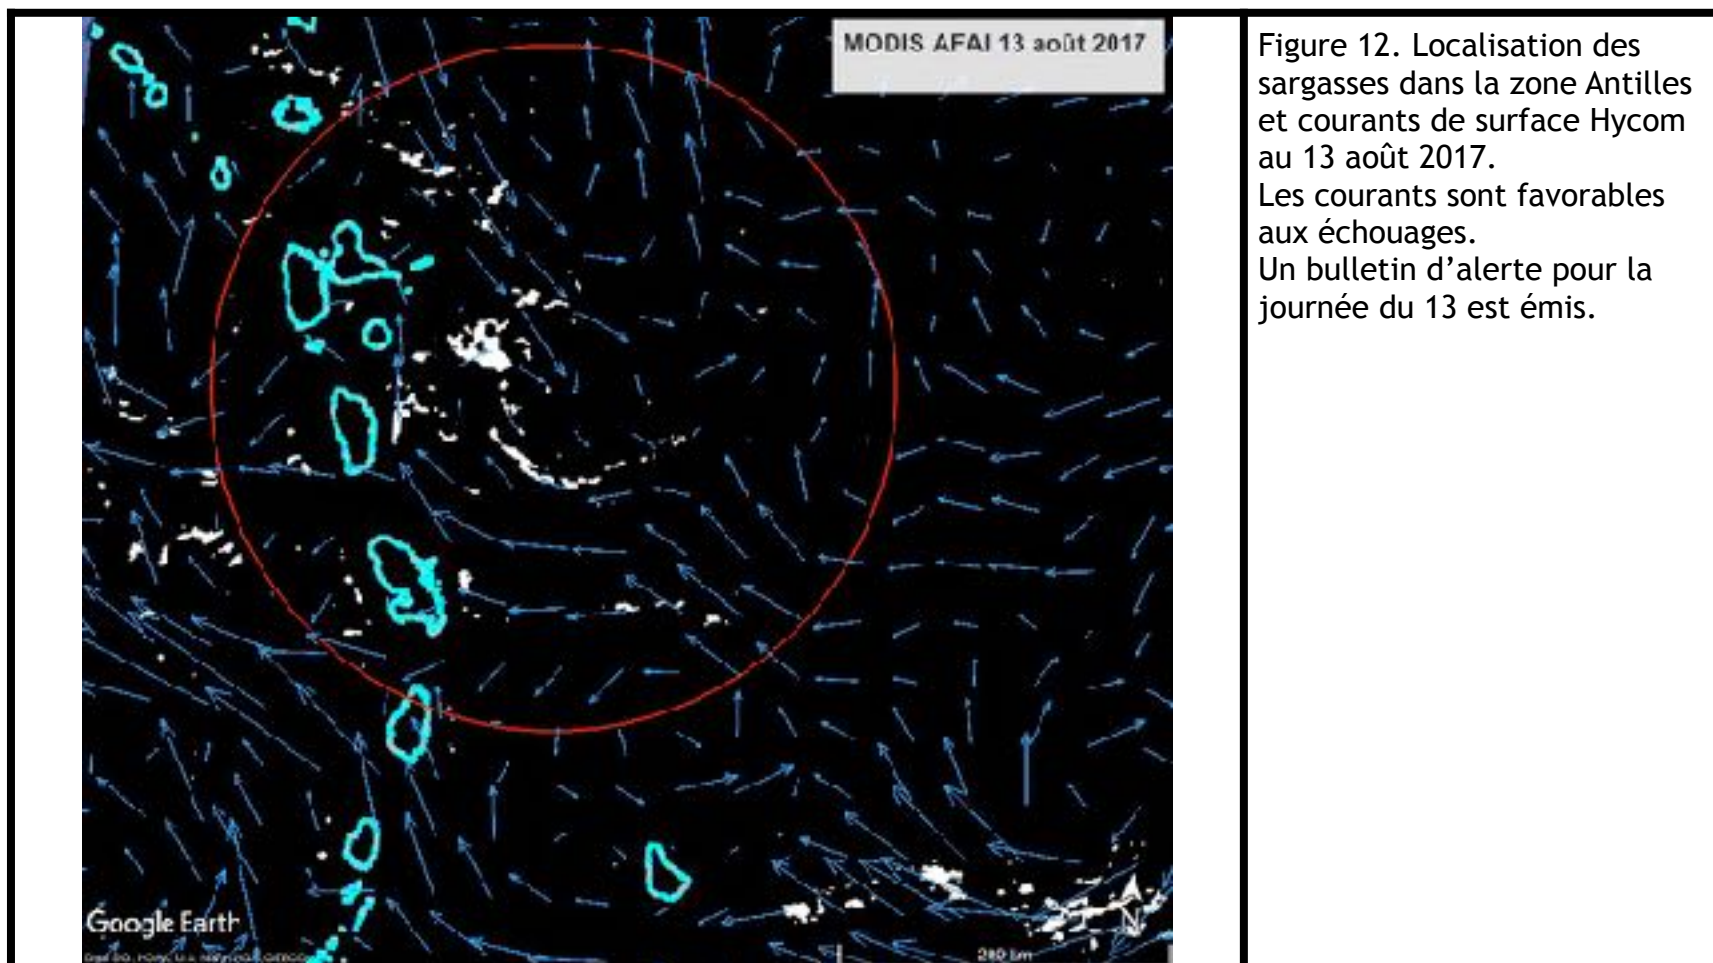 MODIS AFAI 13 août 2017
Figure 12. Localisation des
sargasses dans la zone Antilles
et courants de surface Hycom
au 13 août 2017.
Les courants sont favorables
aux échouages.
Un bulletin d’alerte pour la
journée du 13 est émis.
Google Earth
N